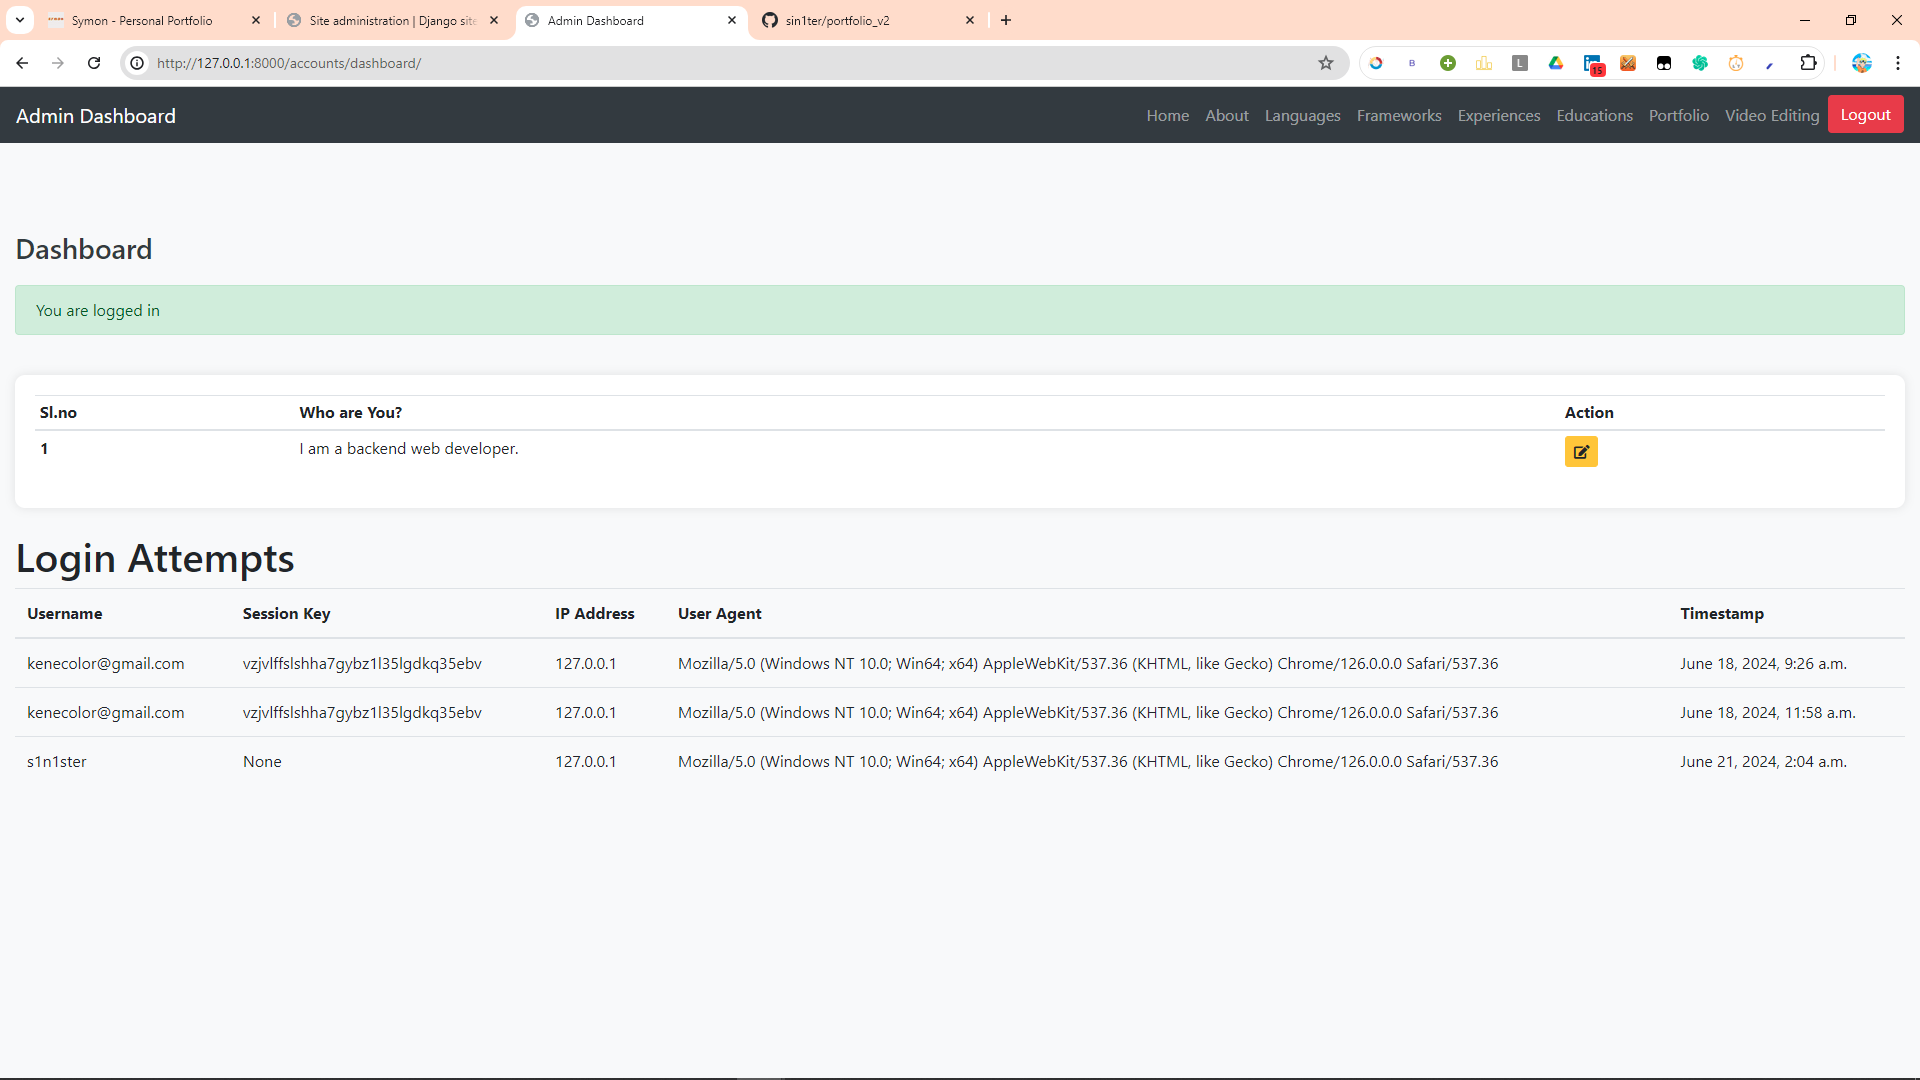 Symon - Personal Portfolio
Site administration | Django site
Admin Dashboard
sin1ter/portfolio_v2
http://127.0.0.1:8000/accounts/dashboard/
B
L
15
Admin Dashboard
Home About Languages Frameworks Experiences Educations Portfolio Video Editing Logout
Dashboard
You are logged in
Sl.no Who are You? Action
1 I am a backend web developer.
Login Attempts
Username Session Key IP Address User Agent Timestamp
kenecolor@gmail.com vzjvlffslshha7gybz1l35lgdkq35ebv 127.0.0.1 Mozilla/5.0 (Windows NT 10.0; Win64; x64) AppleWebKit/537.36 (KHTML, like Gecko) Chrome/126.0.0.0 Safari/537.36 June 18, 2024, 9:26 a.m.
kenecolor@gmail.com vzjvlffslshha7gybz1l35lgdkq35ebv 127.0.0.1 Mozilla/5.0 (Windows NT 10.0; Win64; x64) AppleWebKit/537.36 (KHTML, like Gecko) Chrome/126.0.0.0 Safari/537.36 June 18, 2024, 11:58 a.m.
s1n1ster None 127.0.0.1 Mozilla/5.0 (Windows NT 10.0; Win64; x64) AppleWebKit/537.36 (KHTML, like Gecko) Chrome/126.0.0.0 Safari/537.36 June 21, 2024, 2:04 a.m.